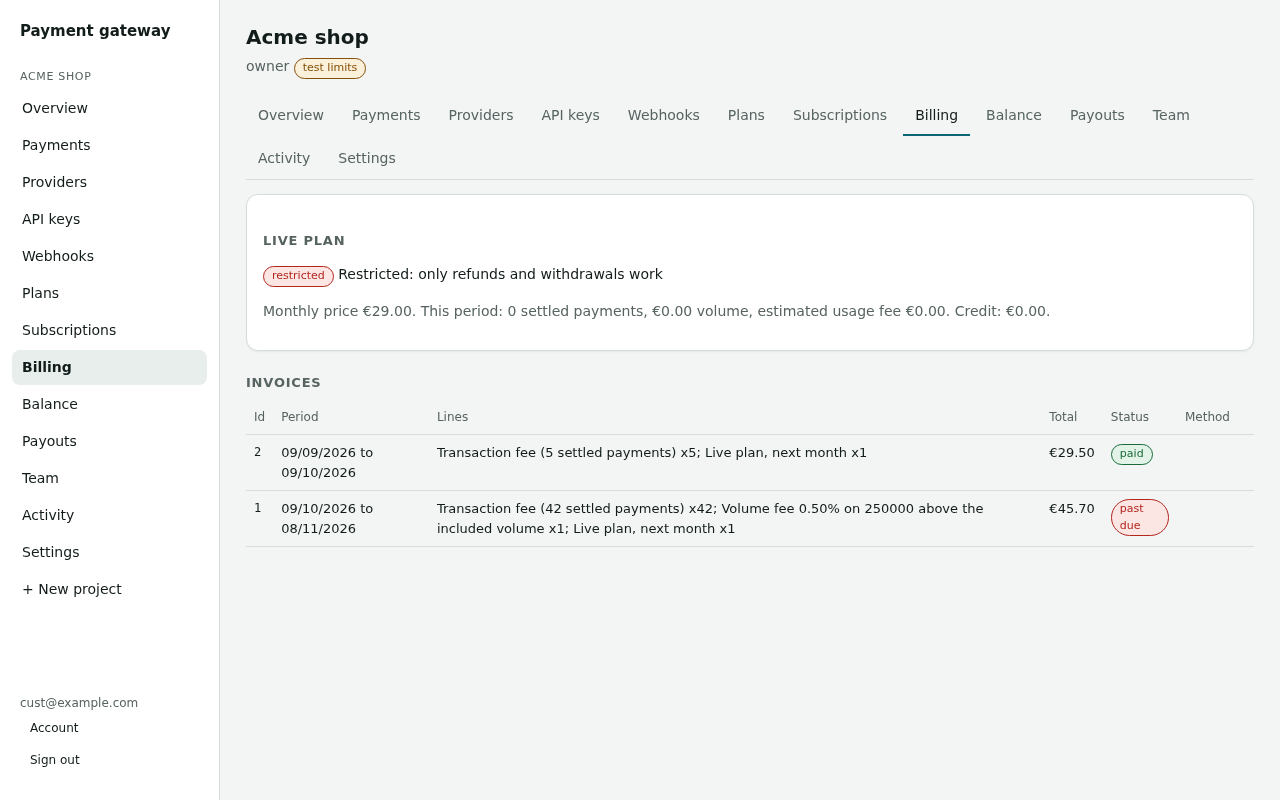 Payment gateway
ACME SHOP
Overview
Payments
Providers
API keys
Webhooks
Plans
Subscriptions
Billing
Balance
Payouts
Team
Activity
Settings
+ New project
cust@example.com
Account
Sign out
Acme shop
owner test limits
Overview Payments Providers API keys Webhooks Plans Subscriptions Billing Balance Payouts Team
Activity Settings
LIVE PLAN
restricted Restricted: only refunds and withdrawals work
Monthly price €29.00. This period: 0 settled payments, €0.00 volume, estimated usage fee €0.00. Credit: €0.00.
INVOICES
Id Period Lines Total Status Method
2 09/09/2026 to Transaction fee (5 settled payments) x5; Live plan, next month x1 €29.50 paid
09/10/2026
1 09/10/2026 to Transaction fee (42 settled payments) x42; Volume fee 0.50% on 250000 above the €45.70 past
08/11/2026 included volume x1; Live plan, next month x1 due